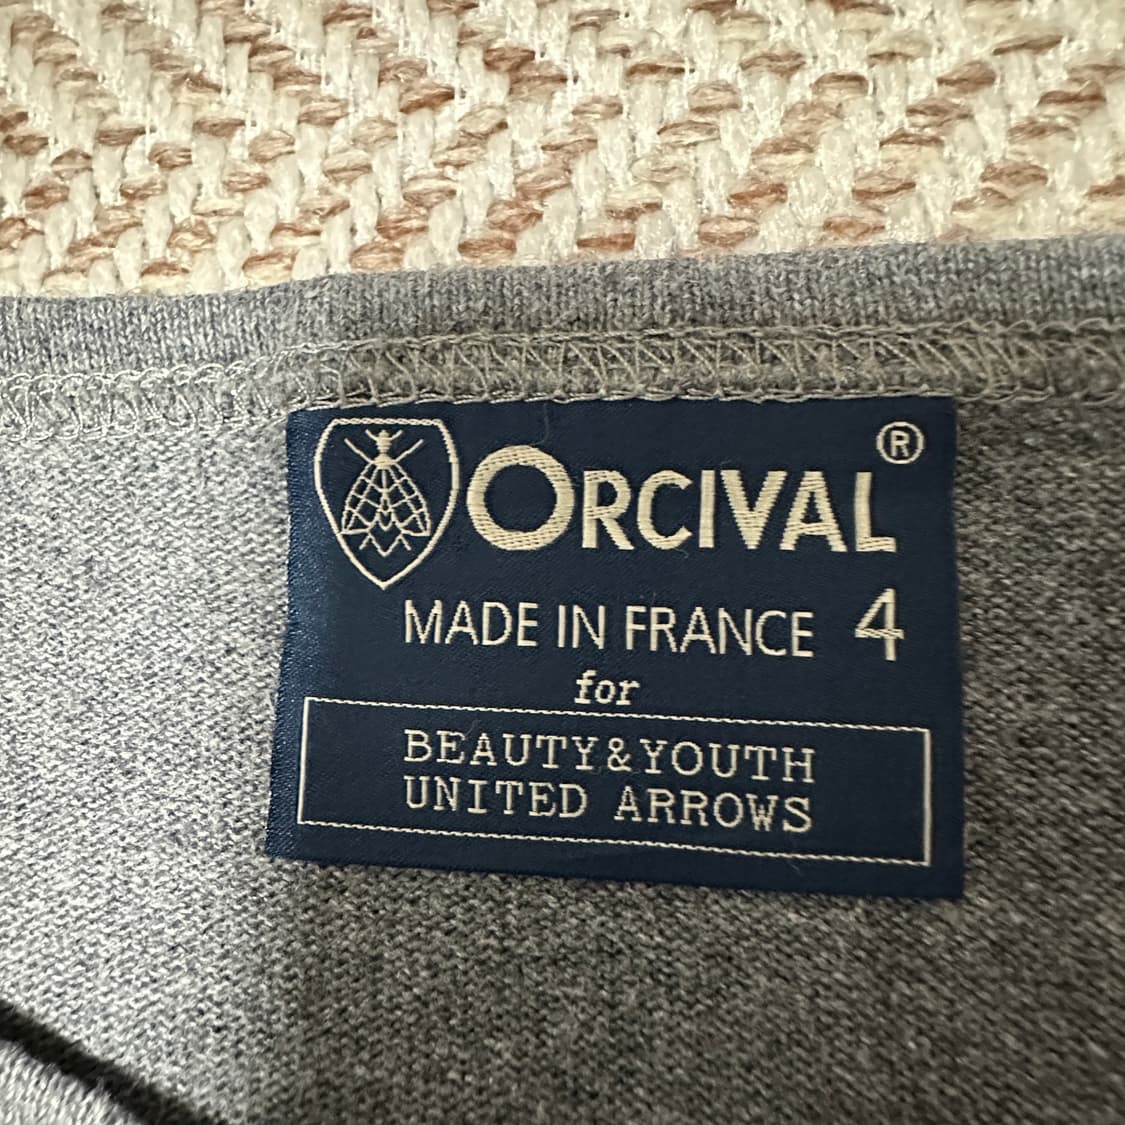 ORCIVAL®
MADE IN FRANCE 4
for
BEAUTY&YOUTH
UNITED ARROWS